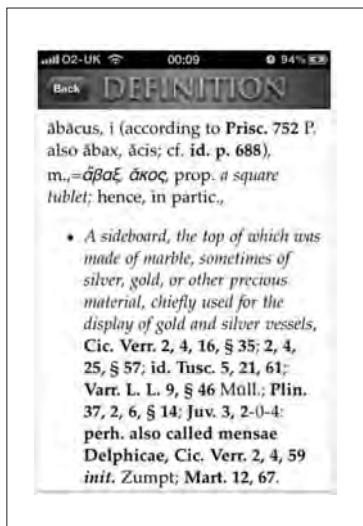 O2-UK 00:09 94%
Back DEFINITION
ăbăcus, i (according to Prisc. 752 P.
also ăbax, ăcis; cf. id. p. 688),
m.,=ἄβαξ, ἄκος, prop. a square
tablet; hence, in partic.,
• A sideboard, the top of which was
made of marble, sometimes of
silver, gold, or other precious
material, chiefly used for the
display of gold and silver vessels,
Cic. Verr. 2, 4, 16, § 35; 2, 4,
25, § 57; id. Tusc. 5, 21, 61;
Varr. L. L. 9, § 46 Müll.; Plin.
37, 2, 6, § 14; Juv. 3, 2-0-4:
perh. also called mensae
Delphicae, Cic. Verr. 2, 4, 59
init. Zumpt; Mart. 12, 67.